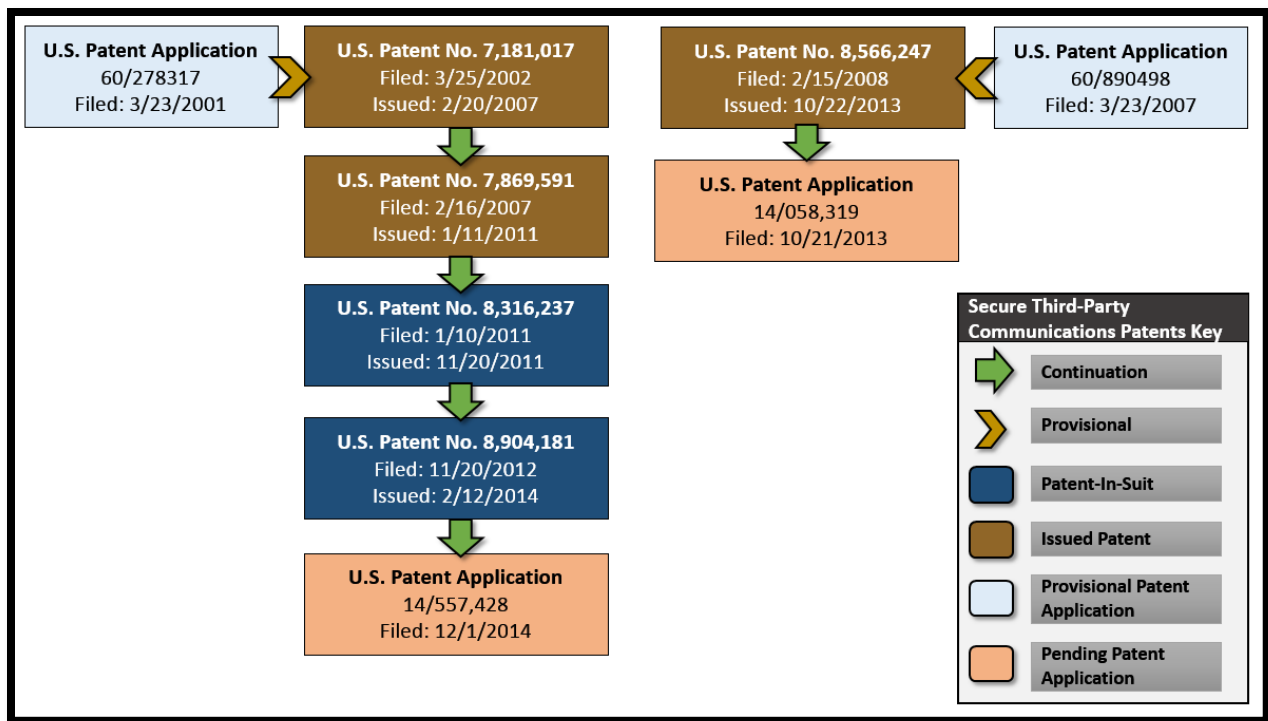 U.S. Patent Application
60/278317
Filed: 3/23/2001
U.S. Patent No. 7,181,017
Filed: 3/25/2002
Issued: 2/20/2007
U.S. Patent No. 7,869,591
Filed: 2/16/2007
Issued: 1/11/2011
U.S. Patent No. 8,316,237
Filed: 1/10/2011
Issued: 11/20/2011
U.S. Patent No. 8,904,181
Filed: 11/20/2012
Issued: 2/12/2014
U.S. Patent Application
14/557,428
Filed: 12/1/2014
U.S. Patent No. 8,566,247
Filed: 2/15/2008
Issued: 10/22/2013
U.S. Patent Application
60/890498
Filed: 3/23/2007
U.S. Patent Application
14/058,319
Filed: 10/21/2013
Secure Third-Party
Communications Patents Key
Continuation
Provisional
Patent-In-Suit
Issued Patent
Provisional Patent
Application
Pending Patent
Application